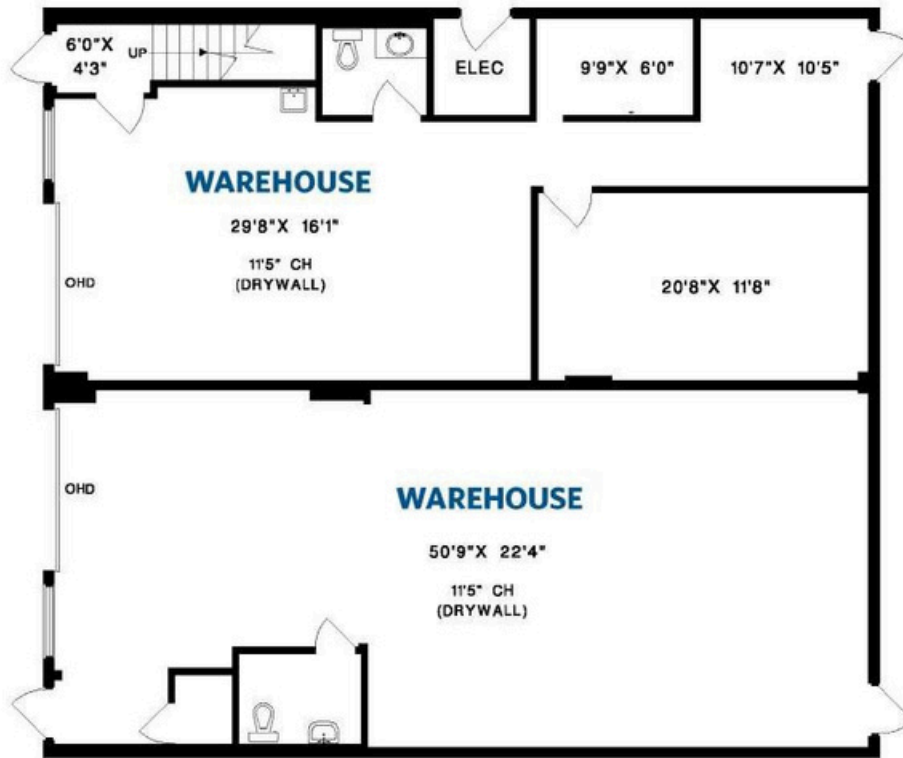 6'0"X
4'3"
UP
ELEC
9'9"X 6'0"
10'7"X 10'5"
WAREHOUSE
29'8"X 16'1"
11'5" CH
(DRYWALL)
OHD
20'8"X 11'8"
OHD
WAREHOUSE
50'9"X 22'4"
11'5" CH
(DRYWALL)